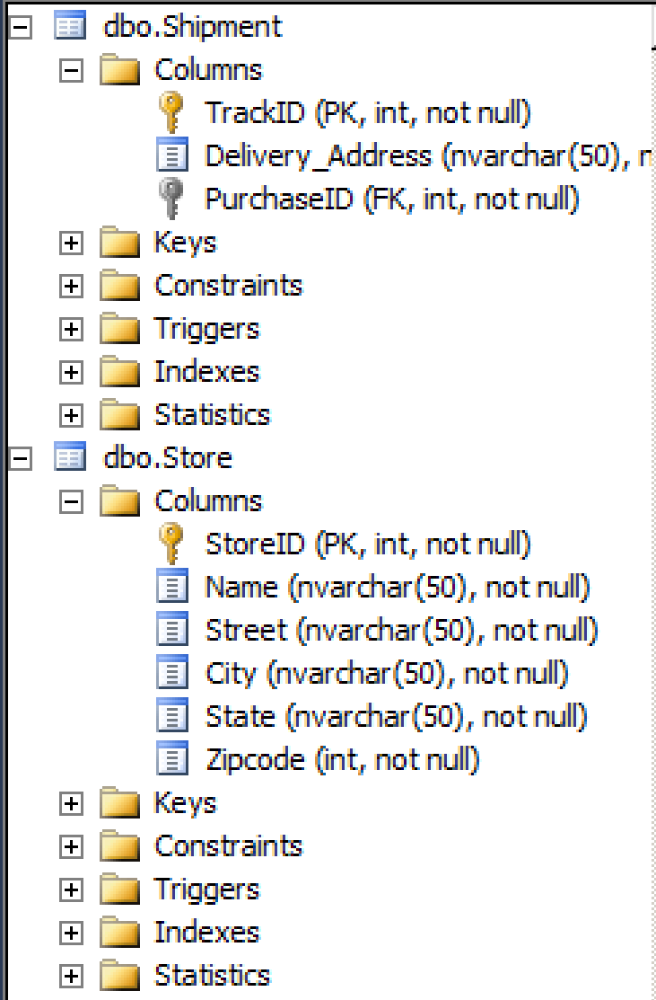 dbo.Shipment
Columns
TrackID (PK, int, not null)
Delivery_Address (nvarchar(50), n
PurchaseID (FK, int, not null)
Keys
Constraints
Triggers
Indexes
Statistics
dbo.Store
Columns
StoreID (PK, int, not null)
Name (nvarchar(50), not null)
Street (nvarchar(50), not null)
City (nvarchar(50), not null)
State (nvarchar(50), not null)
Zipcode (int, not null)
Keys
Constraints
Triggers
Indexes
Statistics